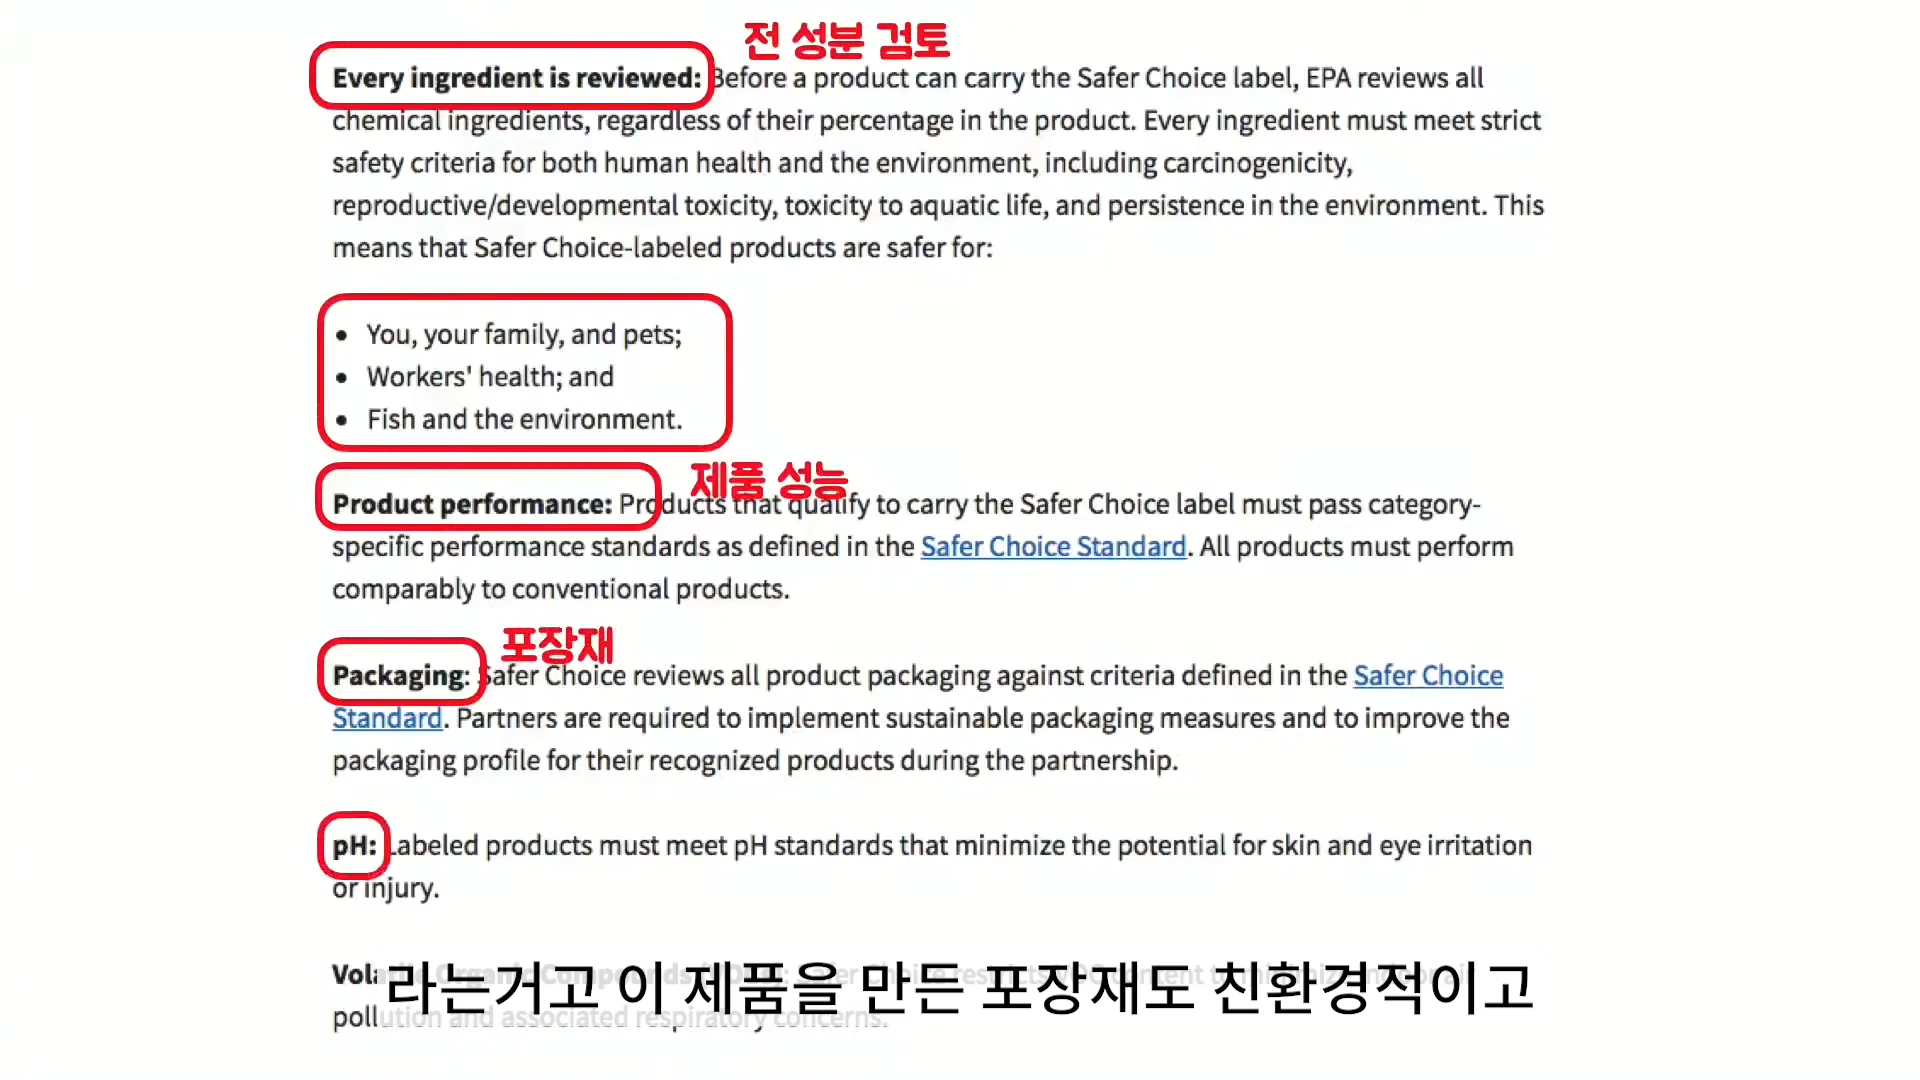 전 성분 검토
Every ingredient is reviewed: Before a product can carry the Safer Choice label, EPA reviews all
chemical ingredients, regardless of their percentage in the product. Every ingredient must meet strict
safety criteria for both human health and the environment, including carcinogenicity,
reproductive/developmental toxicity, toxicity to aquatic life, and persistence in the environment. This
means that Safer Choice-labeled products are safer for:
• You, your family, and pets;
• Workers' health; and
• Fish and the environment.
제품 성능
Product performance: Products that qualify to carry the Safer Choice label must pass category-
specific performance standards as defined in the Safer Choice Standard. All products must perform
comparably to conventional products.
포장재
Packaging: Safer Choice reviews all product packaging against criteria defined in the Safer Choice
Standard. Partners are required to implement sustainable packaging measures and to improve the
packaging profile for their recognized products during the partnership.
pH: Labeled products must meet pH standards that minimize the potential for skin and eye irritation
or injury.
라는거고 이 제품을 만든 포장재도 친환경적이고
pollution and associated respiratory concerns.